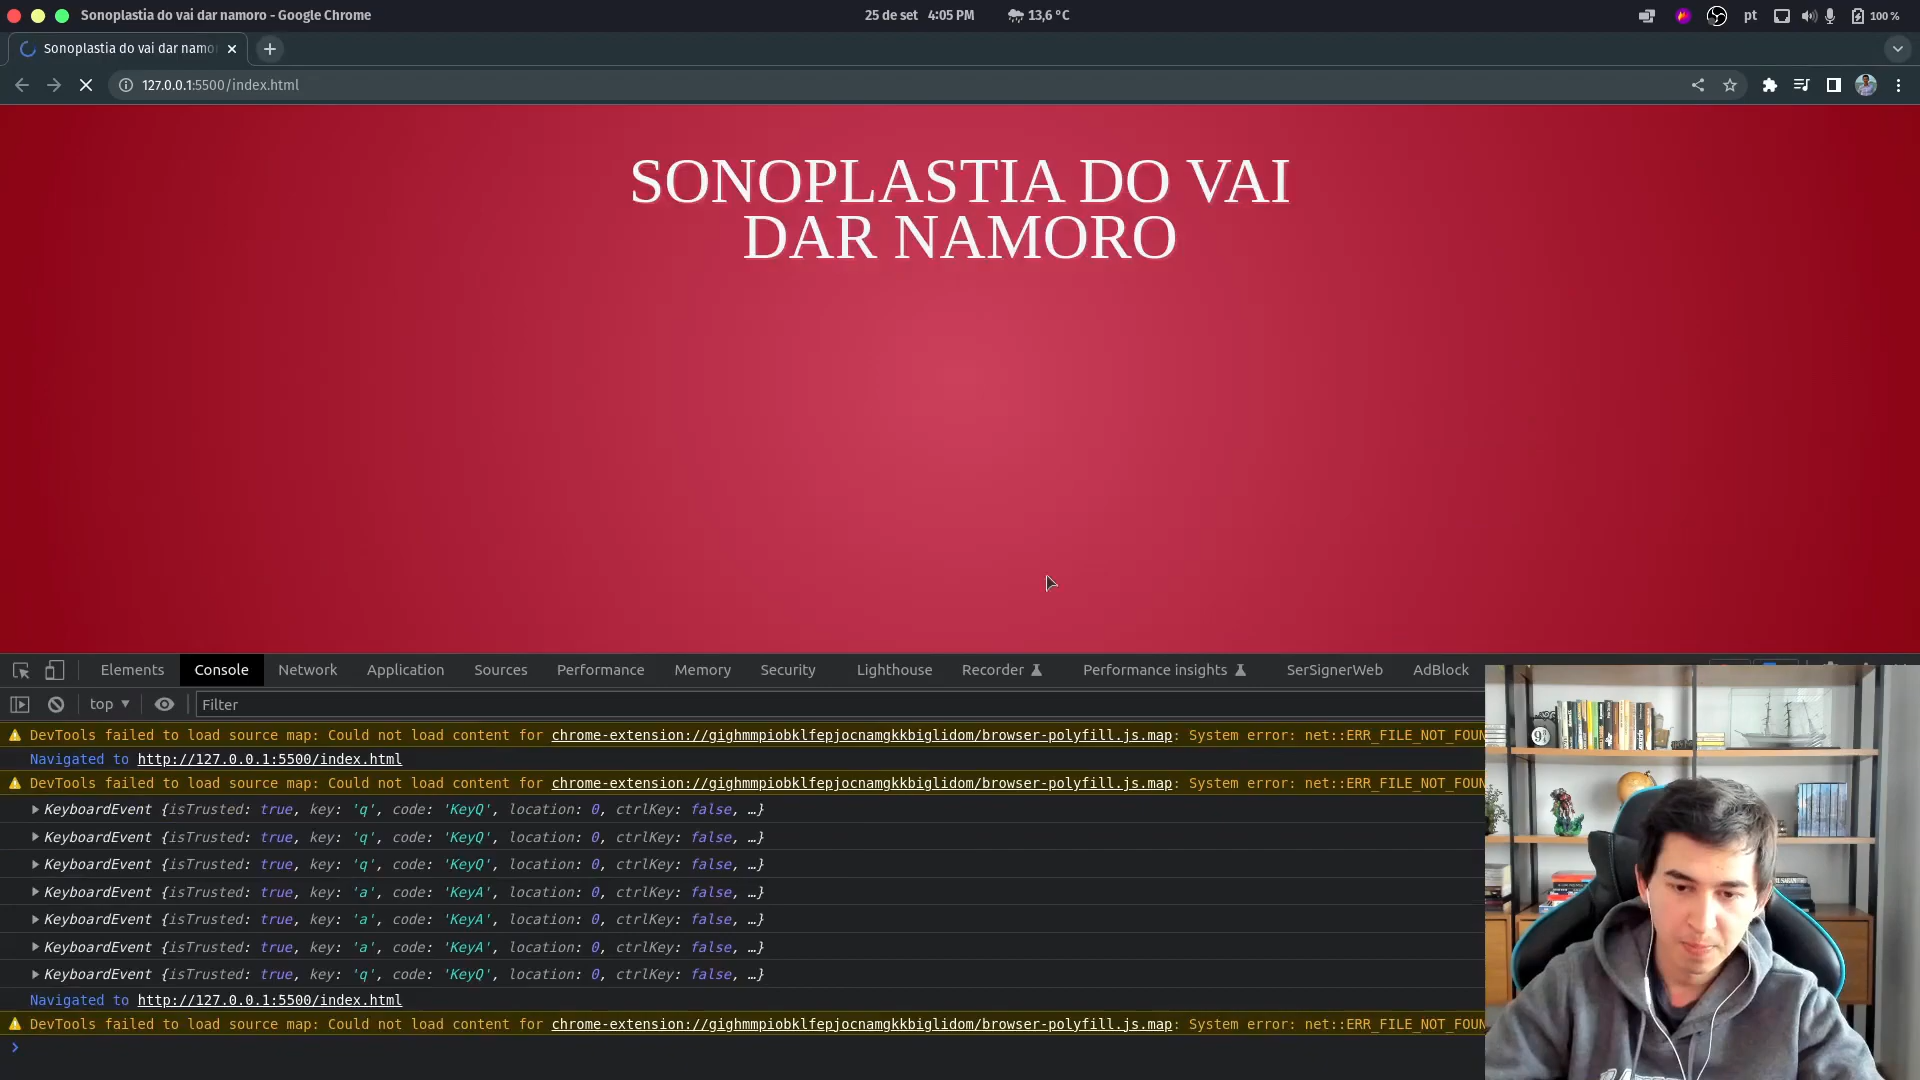 Sonoplastia do vai dar namoro - Google Chrome
25 de set 4:05 PM
13,6 °C
pt
100 %
Sonoplastia do vai dar namo
127.0.0.1:5500/index.html
SONOPLASTIA DO VAI
DAR NAMORO
Elements Console Network Application Sources Performance Memory Security Lighthouse Recorder Performance insights SerSignerWeb AdBlock
top Filter
DevTools failed to load source map: Could not load content for chrome-extension://gighmmpiobklfepjocnamgkkbiglidom/browser-polyfill.js.map: System error: net::ERR_FILE_NOT_FOUN
Navigated to http://127.0.0.1:5500/index.html
DevTools failed to load source map: Could not load content for chrome-extension://gighmmpiobklfepjocnamgkkbiglidom/browser-polyfill.js.map: System error: net::ERR_FILE_NOT_FOUN
KeyboardEvent {isTrusted: true, key: 'q', code: 'KeyQ', location: 0, ctrlKey: false, …}
KeyboardEvent {isTrusted: true, key: 'q', code: 'KeyQ', location: 0, ctrlKey: false, …}
KeyboardEvent {isTrusted: true, key: 'q', code: 'KeyQ', location: 0, ctrlKey: false, …}
KeyboardEvent {isTrusted: true, key: 'a', code: 'KeyA', location: 0, ctrlKey: false, …}
KeyboardEvent {isTrusted: true, key: 'a', code: 'KeyA', location: 0, ctrlKey: false, …}
KeyboardEvent {isTrusted: true, key: 'a', code: 'KeyA', location: 0, ctrlKey: false, …}
KeyboardEvent {isTrusted: true, key: 'q', code: 'KeyQ', location: 0, ctrlKey: false, …}
Navigated to http://127.0.0.1:5500/index.html
DevTools failed to load source map: Could not load content for chrome-extension://gighmmpiobklfepjocnamgkkbiglidom/browser-polyfill.js.map: System error: net::ERR_FILE_NOT_FOUN